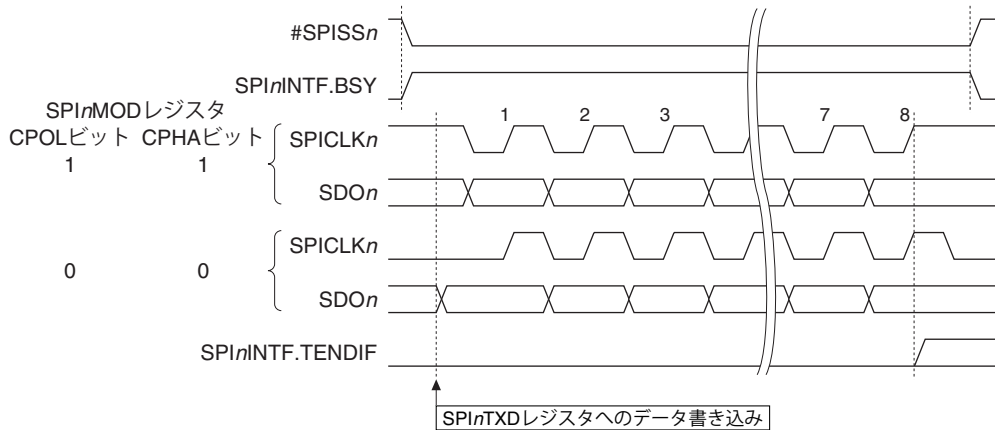 #SPISSn
SPInINTF.BSY
SPInMODレジスタ
CPOLビット CPHAビット
1 1
SPICLKn
1 2 3 7 8
SDOn
0 0
SPICLKn
SDOn
SPInINTF.TENDIF
SPInTXDレジスタへのデータ書き込み